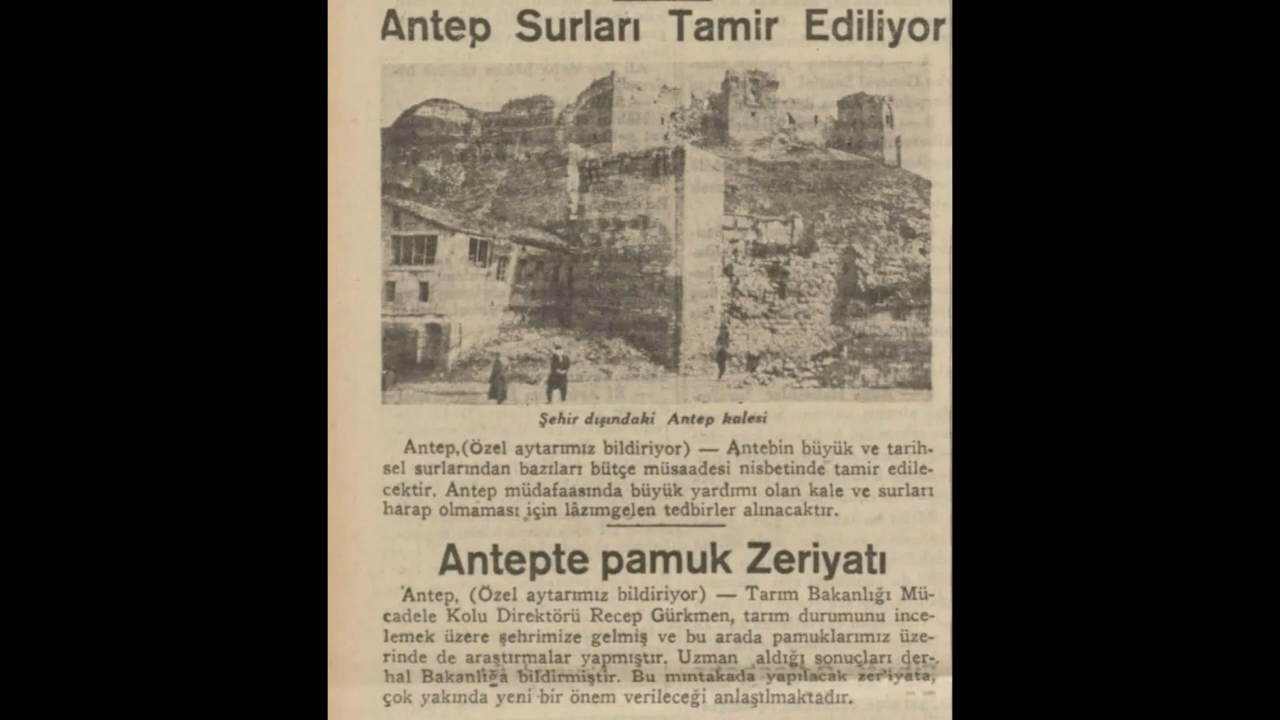 Antep Surları Tamir Ediliyor
Şehir dışındaki Antep kalesi
Antep,(Özel aytarımız bildiriyor) — Antebin büyük ve tarih-
sel surlarından bazıları bütçe müsaadesi nisbetinde tamir edile-
cektir. Antep müdafaasında büyük yardımı olan kale ve surları
harap olmaması için lâzımgelen tedbirler alınacaktır.
Antepte pamuk Zeriyatı
Antep, (Özel aytarımız bildiriyor) — Tarım Bakanlığı Mü-
cadele Kolu Direktörü Recep Gürkmen, tarım durumunu ince-
lemek üzere şehrimize gelmiş ve bu arada pamuklarımız üze-
rinde de araştırmalar yapmıştır. Uzman aldığı sonuçları der-
hal Bakanlığa bildirmiştir. Bu mıntakada yapılacak zer'iyata,
çok yakında yeni bir önem verileceği anlaşılmaktadır.